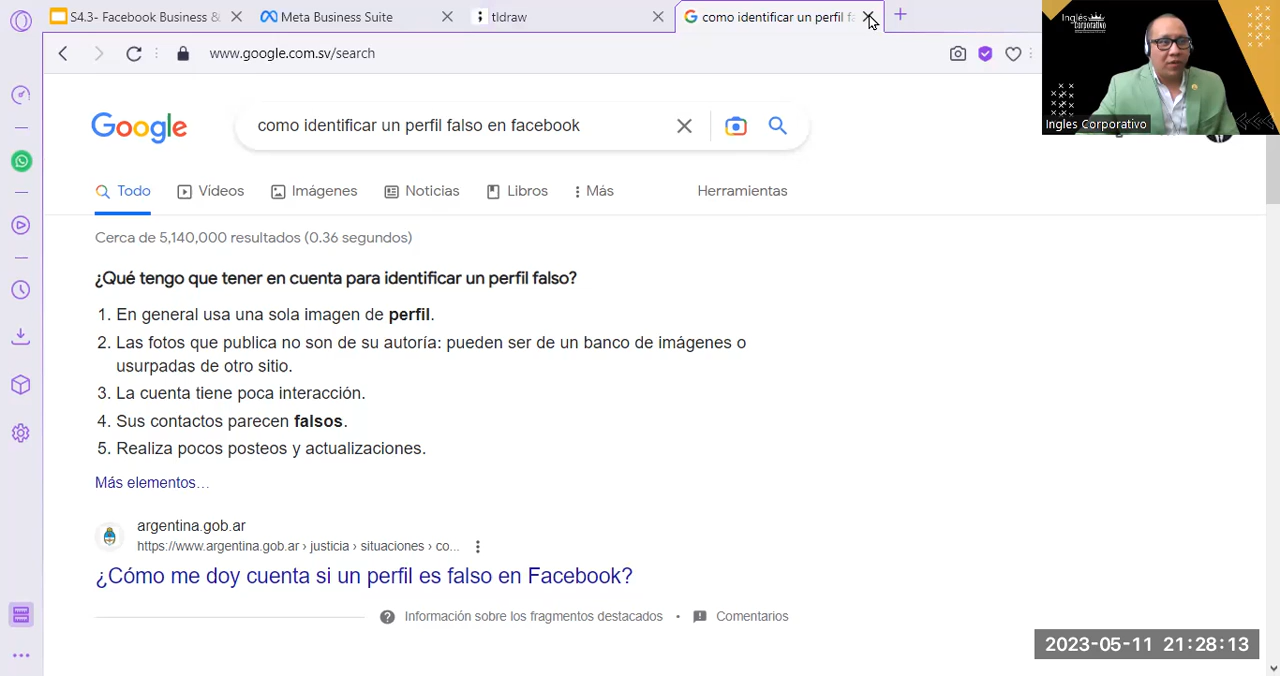 S4.3- Facebook Business &
Meta Business Suite
tldraw
como identificar un perfil fa
www.google.com.sv/search
Inglés
Corporativo
Ingles Corporativo
Google
como identificar un perfil falso en facebook
Todo
Vídeos
Imágenes
Noticias
Libros
Más
Herramientas
Cerca de 5,140,000 resultados (0.36 segundos)
¿Qué tengo que tener en cuenta para identificar un perfil falso?
1. En general usa una sola imagen de perfil.
2. Las fotos que publica no son de su autoría: pueden ser de un banco de imágenes o
usurpadas de otro sitio.
3. La cuenta tiene poca interacción.
4. Sus contactos parecen falsos.
5. Realiza pocos posteos y actualizaciones.
Más elementos...
argentina.gob.ar
https://www.argentina.gob.ar › justicia › situaciones › co...
¿Cómo me doy cuenta si un perfil es falso en Facebook?
Información sobre los fragmentos destacados
•
Comentarios
2023-05-11 21:28:13